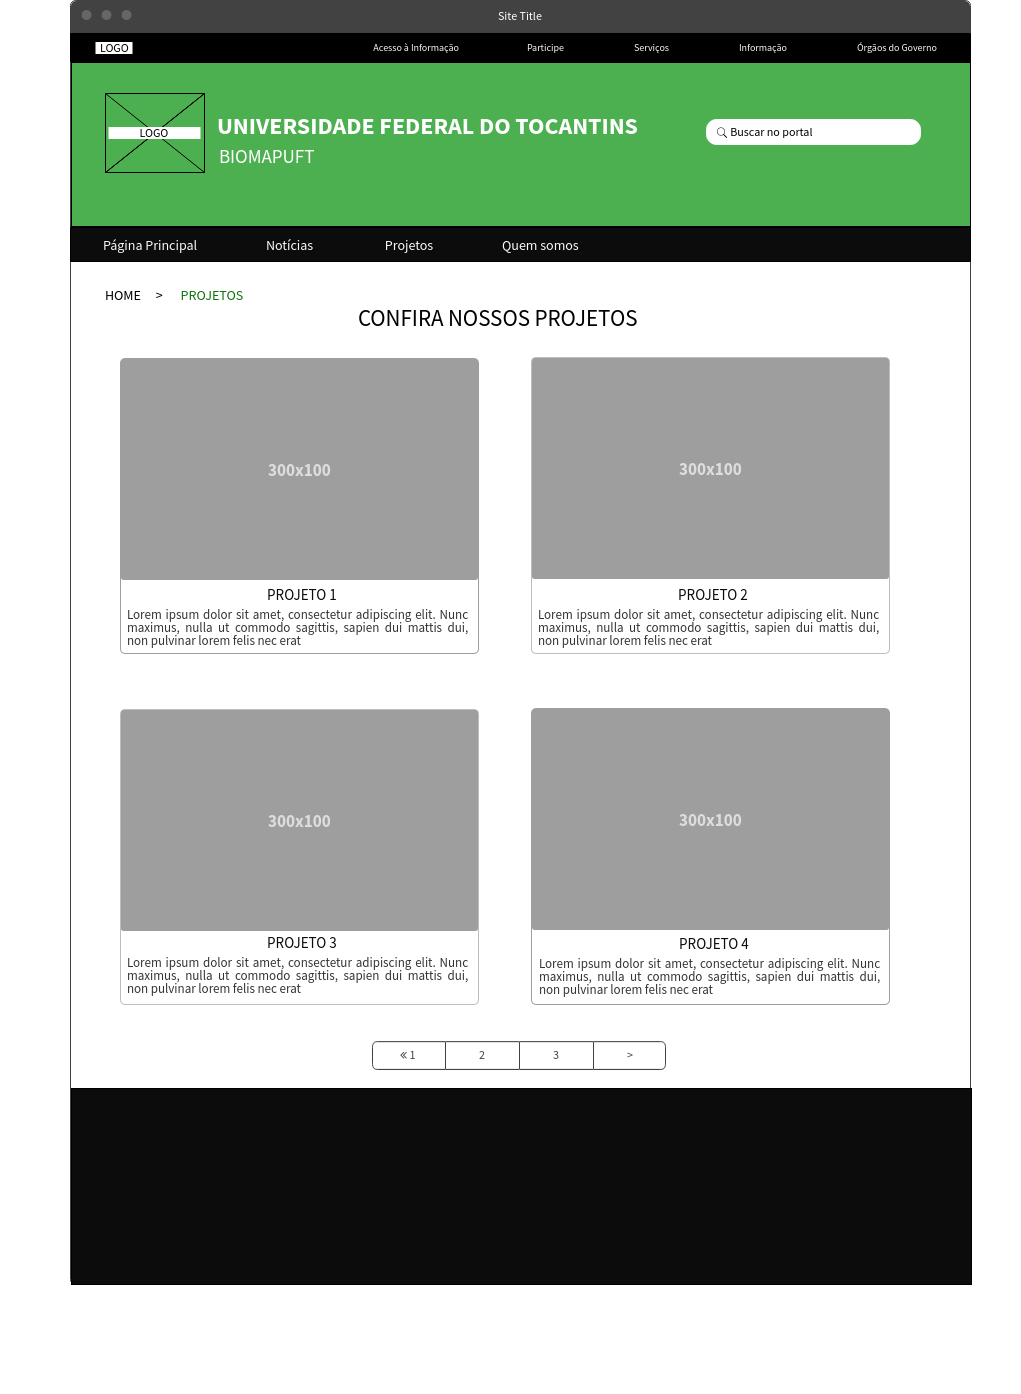 Site Title
LOGO
Acesso à Informação
Participe
Serviços
Informação
Órgãos do Governo
LOGO
UNIVERSIDADE FEDERAL DO TOCANTINS
BIOMAPUFT
Buscar no portal
Página Principal
Notícias
Projetos
Quem somos
HOME > PROJETOS
CONFIRA NOSSOS PROJETOS
300x100
PROJETO 1
Lorem ipsum dolor sit amet, consectetur adipiscing elit. Nunc
maximus, nulla ut commodo sagittis, sapien dui mattis dui,
non pulvinar lorem felis nec erat
300x100
PROJETO 2
Lorem ipsum dolor sit amet, consectetur adipiscing elit. Nunc
maximus, nulla ut commodo sagittis, sapien dui mattis dui,
non pulvinar lorem felis nec erat
300x100
PROJETO 3
Lorem ipsum dolor sit amet, consectetur adipiscing elit. Nunc
maximus, nulla ut commodo sagittis, sapien dui mattis dui,
non pulvinar lorem felis nec erat
300x100
PROJETO 4
Lorem ipsum dolor sit amet, consectetur adipiscing elit. Nunc
maximus, nulla ut commodo sagittis, sapien dui mattis dui,
non pulvinar lorem felis nec erat
« 1 2 3 >